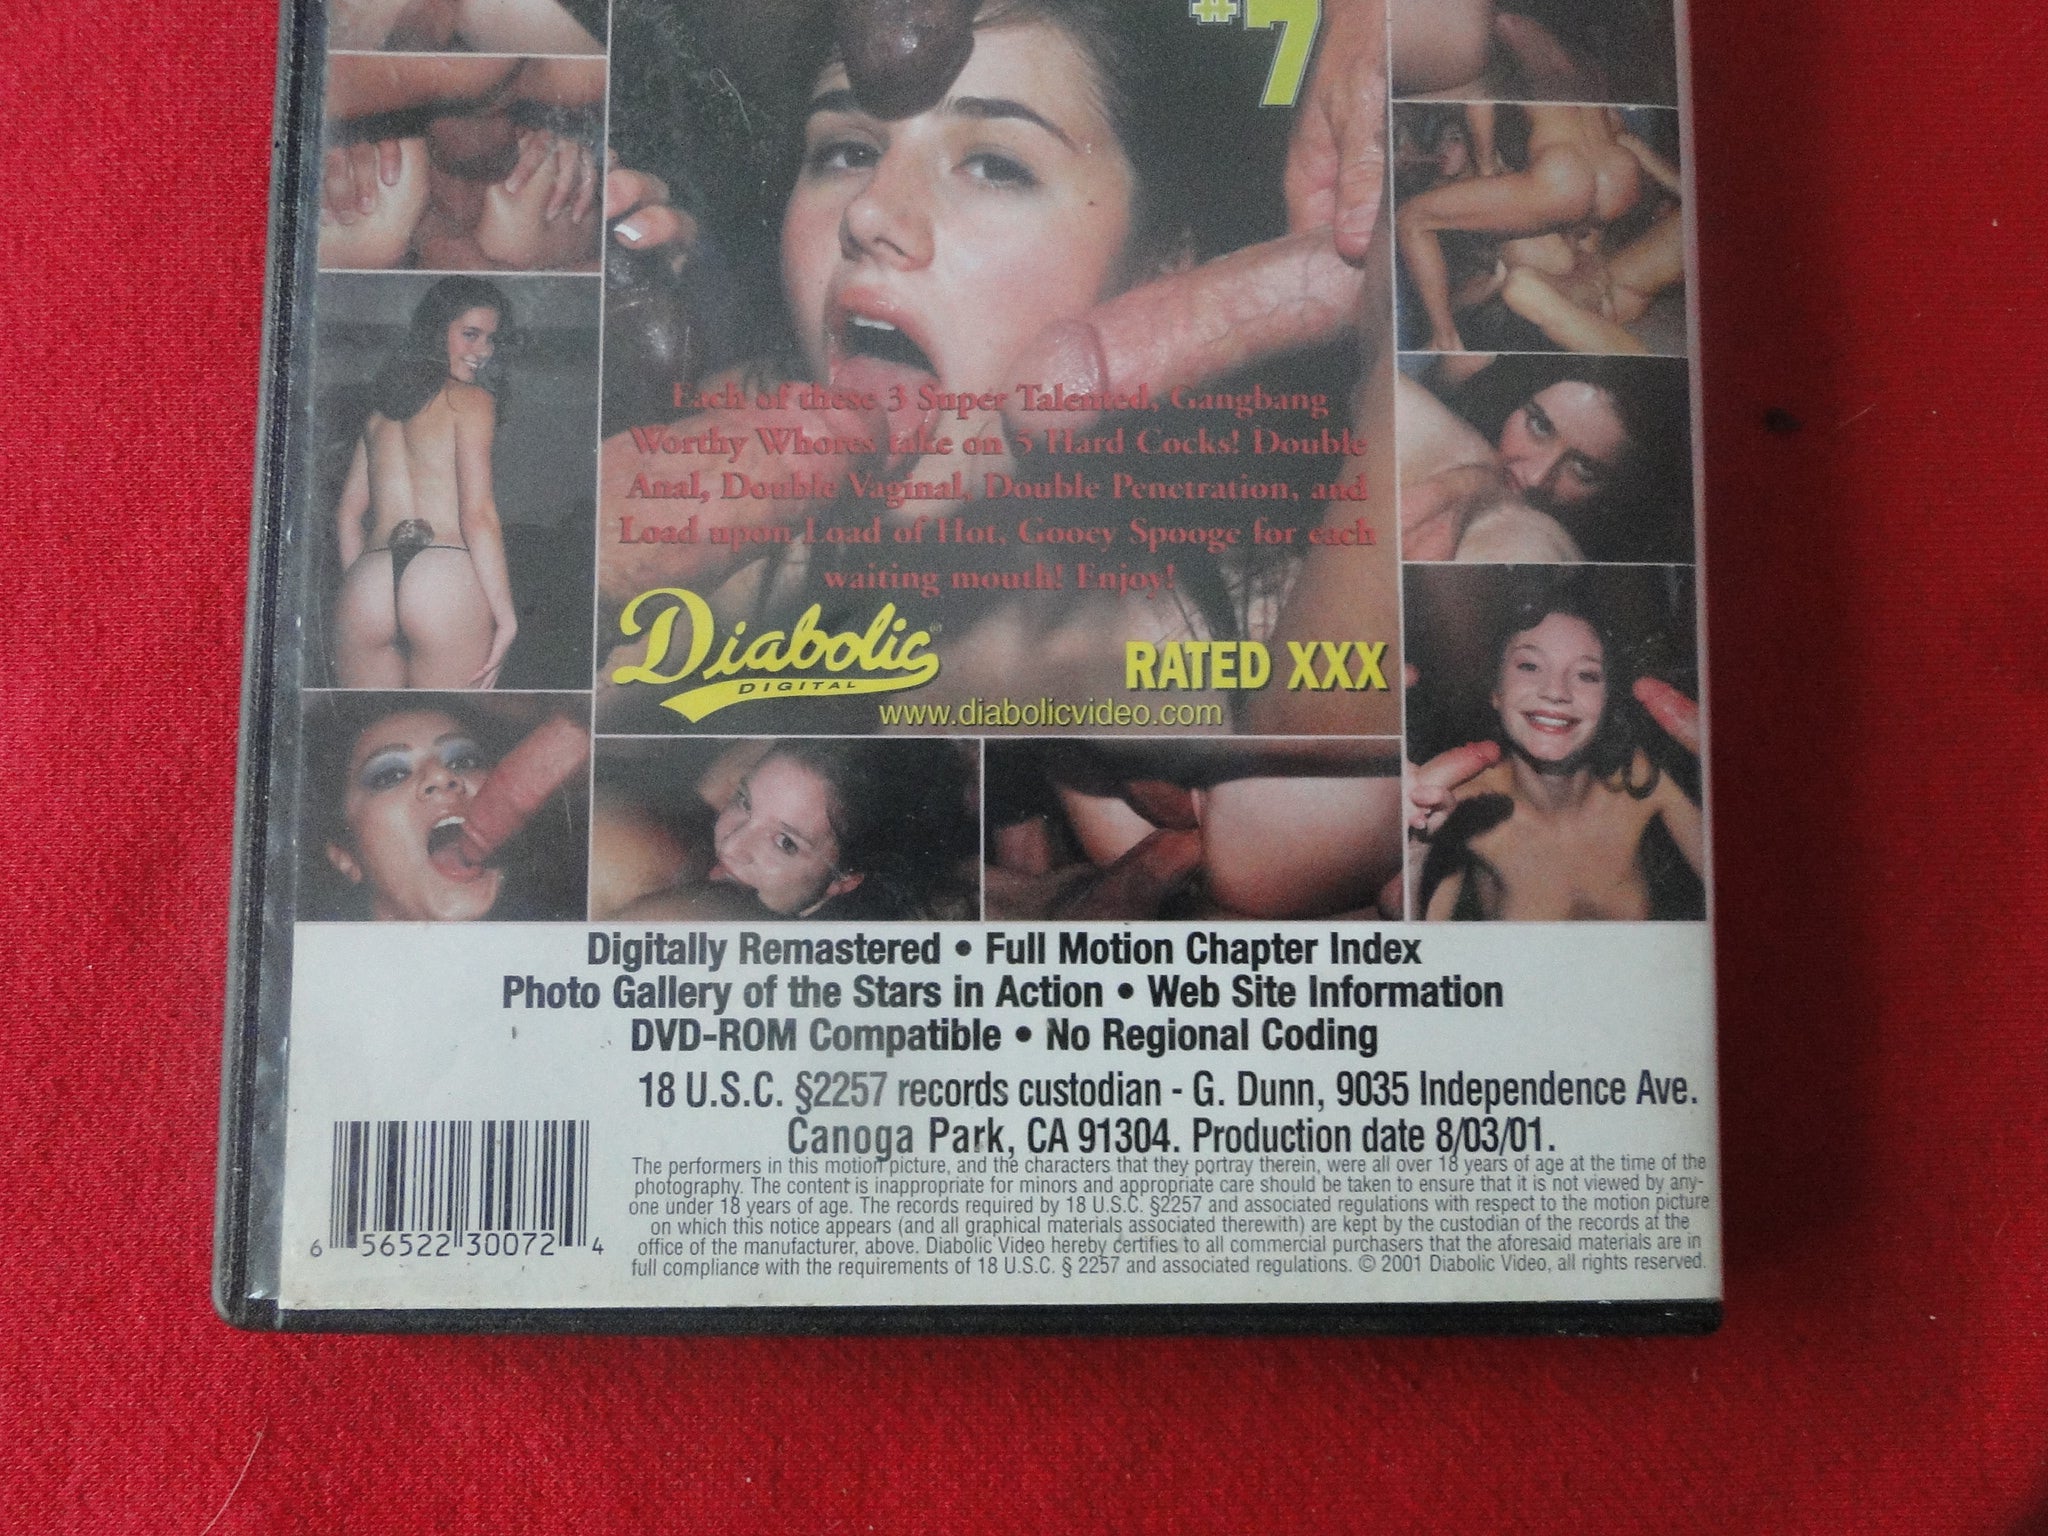 #7
Each of these 3 Super Talented, Gangbang
Worthy Whores take on 5 Hard Cocks! Double
Anal, Double Vaginal, Double Penetration, and
Load upon Load of Hot, Gooey Spooge for each
waiting mouth! Enjoy!
Diabolic
DIGITAL
RATED XXX
www.diabolicvideo.com
Digitally Remastered • Full Motion Chapter Index
Photo Gallery of the Stars in Action • Web Site Information
DVD-ROM Compatible • No Regional Coding
18 U.S.C. §2257 records custodian - G. Dunn, 9035 Independence Ave.
Canoga Park, CA 91304. Production date 8/03/01.
The performers in this motion picture, and the characters that they portray therein, were all over 18 years of age at the time of the
photography. The content is inappropriate for minors and appropriate care should be taken to ensure that it is not viewed by any-
one under 18 years of age. The records required by 18 U.S.C. §2257 and associated regulations with respect to the motion picture
on which this notice appears (and all graphical materials associated therewith) are kept by the custodian of the records at the
office of the manufacturer, above. Diabolic Video hereby certifies to all commercial purchasers that the aforesaid materials are in
full compliance with the requirements of 18 U.S.C. § 2257 and associated regulations. © 2001 Diabolic Video, all rights reserved.
6 56522 30072 4